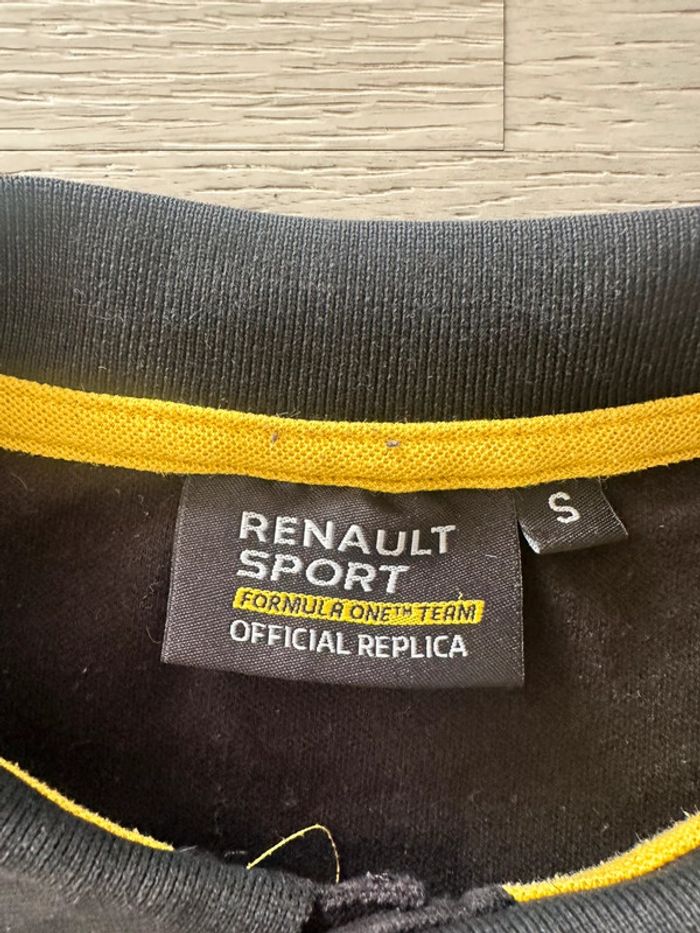 RENAULT
SPORT
FORMULA ONE™ TEAM
OFFICIAL REPLICA
S